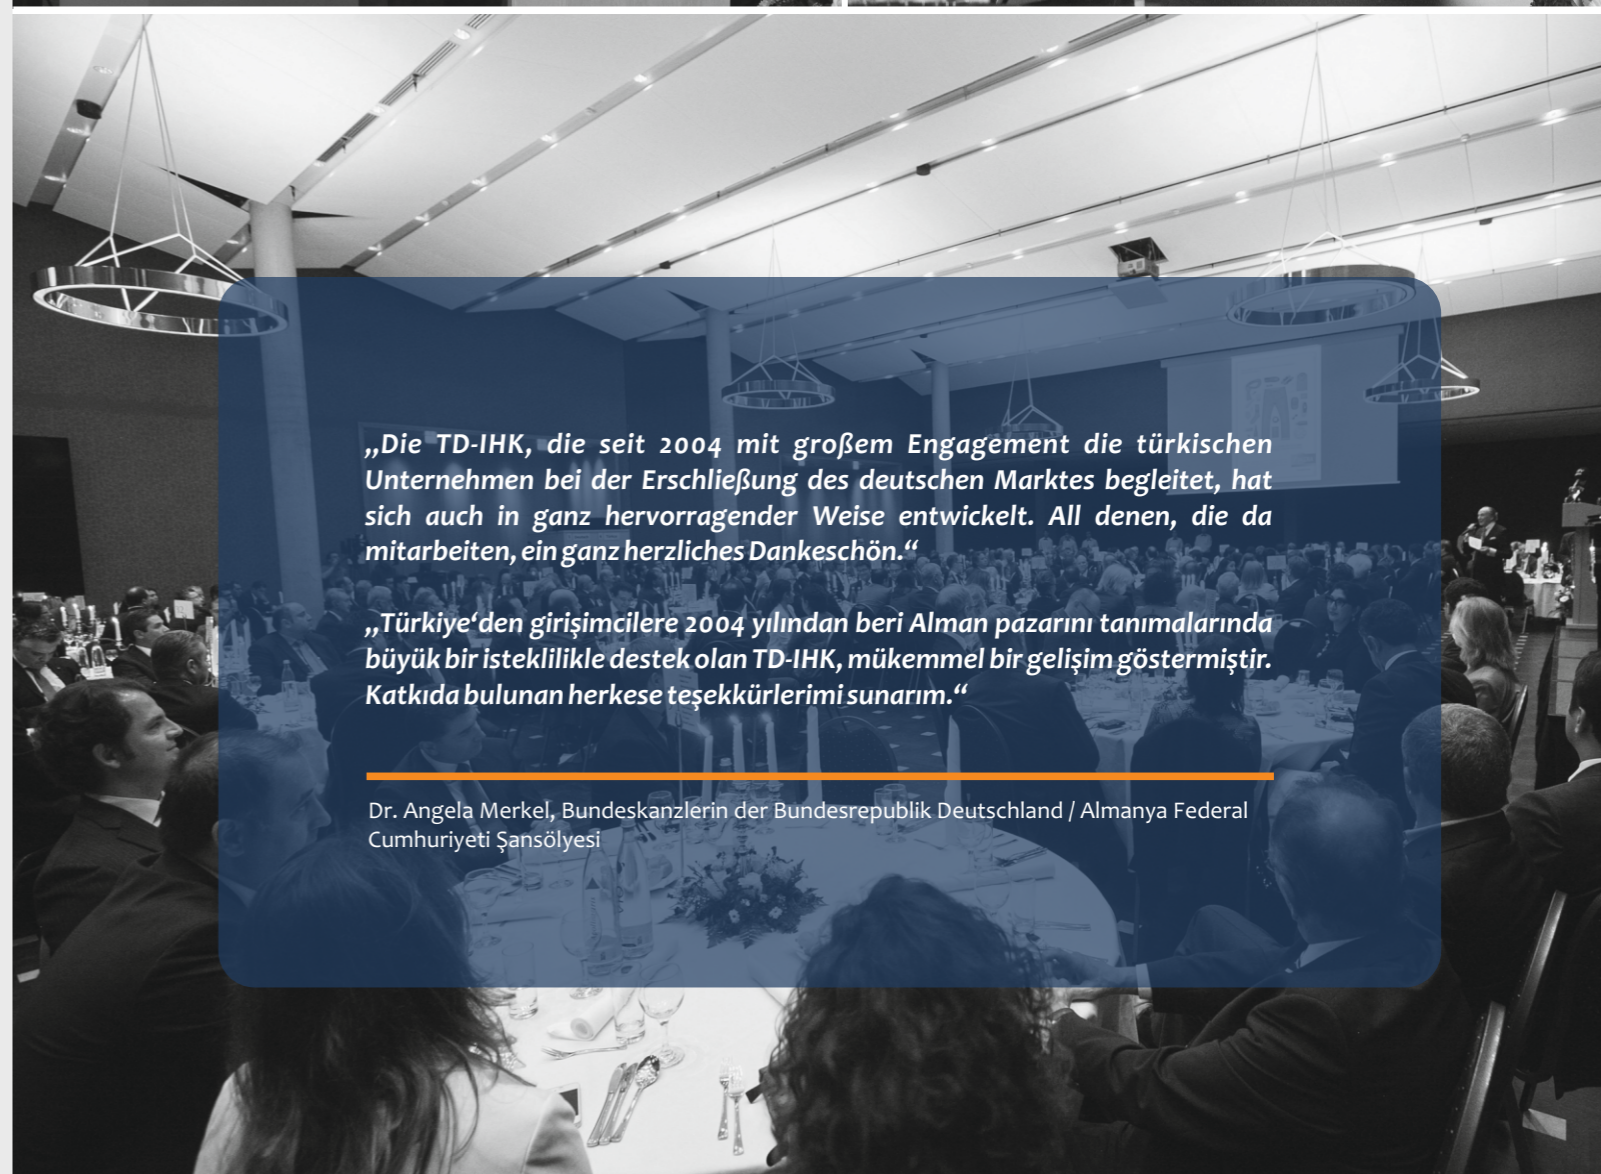 „Die TD-IHK, die seit 2004 mit großem Engagement die türkischen
Unternehmen bei der Erschließung des deutschen Marktes begleitet, hat
sich auch in ganz hervorragender Weise entwickelt. All denen, die da
mitarbeiten, ein ganz herzliches Dankeschön.“
„Türkiye‘den girişimcilere 2004 yılından beri Alman pazarını tanımalarında
büyük bir isteklilikle destek olan TD-IHK, mükemmel bir gelişim göstermiştir.
Katkıda bulunan herkese teşekkürlerimi sunarım.“
Dr. Angela Merkel, Bundeskanzlerin der Bundesrepublik Deutschland / Almanya Federal
Cumhuriyeti Şansölyesi